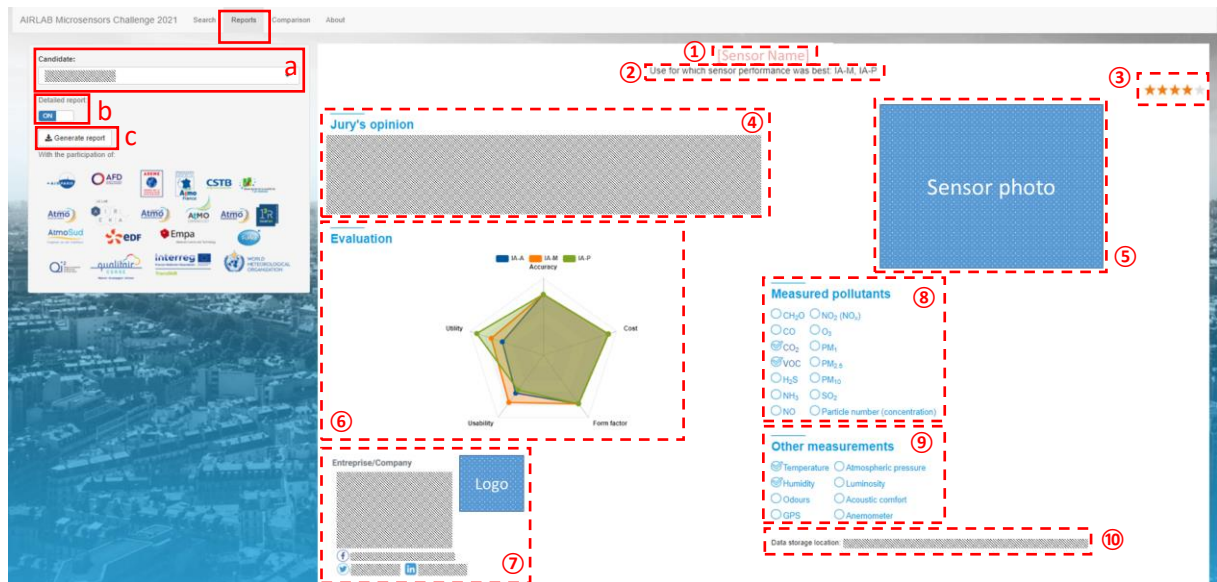 AIRLAB Microsensors Challenge 2021 Search Reports Comparison About
Candidate:
a
Detailed report:
b
ON
Generate report
c
With the participation of:
AFD
CSTB
Atmo
France
Atmo
Atmo
ATMO
Atmo
AtmoSud
edf
Empa
qualitair
corse
Interreg
WORLD
METEOROLOGICAL
ORGANIZATION
① [Sensor Name]
② Use for which sensor performance was best: IA-M, IA-P
③
Jury's opinion
④
Sensor photo
⑤
Evaluation
IA-A IA-M IA-P
Accuracy
Utility
Cost
Usability
Form factor
⑥
Entreprise/Company
Logo
⑦
Measured pollutants
⑧
CH₂O NO₂ (NOₓ)
CO O₃
CO₂ PM₁
VOC PM₂.₅
H₂S PM₁₀
NH₃ SO₂
NO Particle number (concentration)
Other measurements
⑨
Temperature Atmospheric pressure
Humidity Luminosity
Odours Acoustic comfort
GPS Anemometer
Data storage location:
⑩